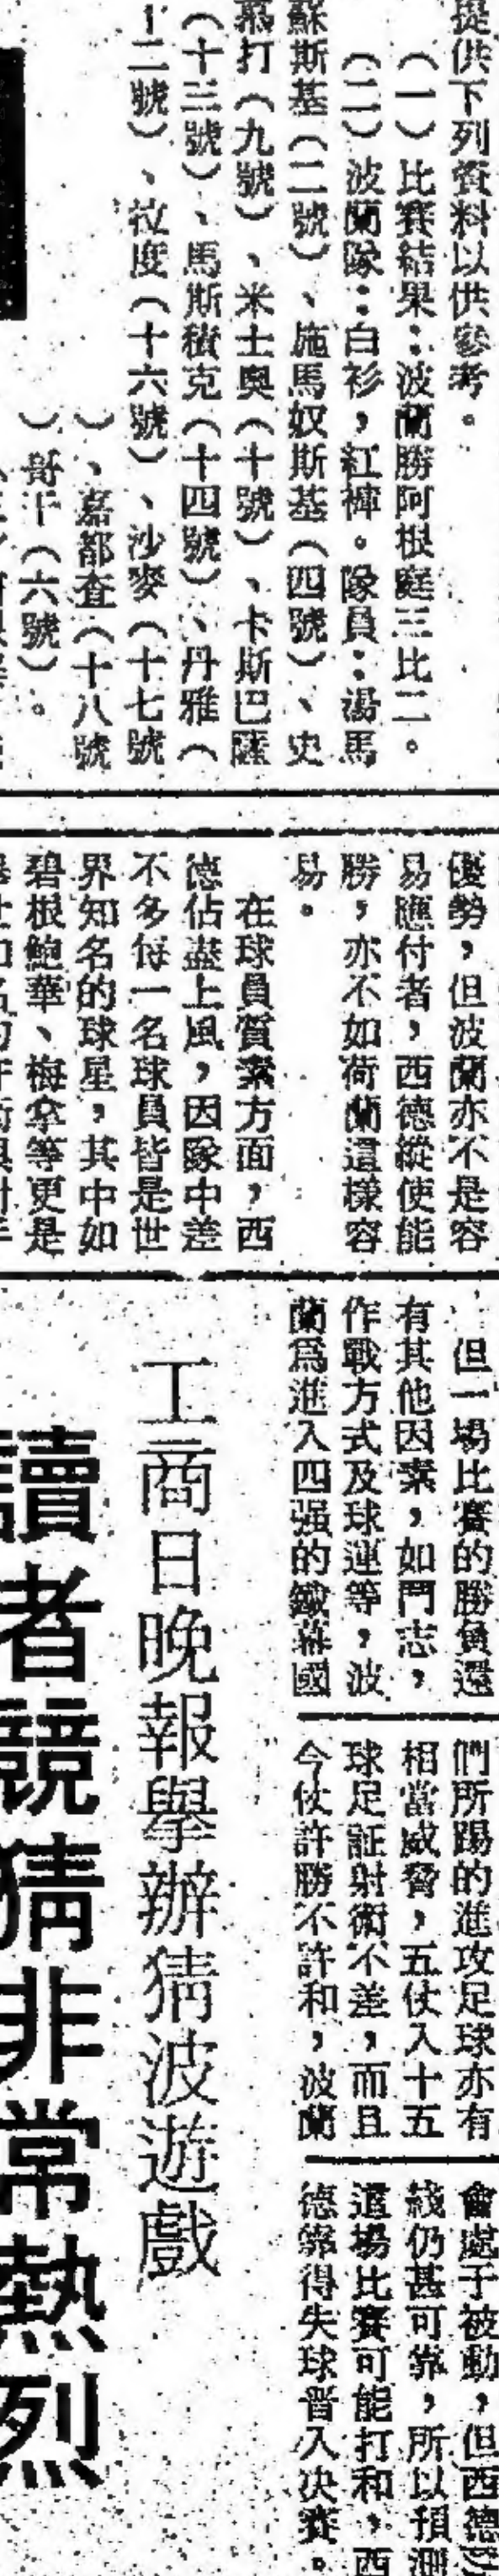 提供下列資料以供參考。
（一）比賽結果：波蘭勝阿根庭三比二。
（二）波蘭隊：白衫，紅褲。隊員：湯馬
蘇斯基（二號）、施馬奴斯基（四號）、史
慕打（九號）、米士奧（十號）、卡斯巴薩
（十三號）、馬斯積克（十四號）、丹雅（
十二號）、拉度（十六號）、沙麥（十七號
）、嘉都查（十八號
）哥干（六號）。
優勢，但波蘭亦不是容
易應付者，西德縱使能
勝，亦不如荷蘭這樣容
易。
在球員質素方面，西
德佔盡上風，因隊中差
不多每一名球員皆是世
界知名的球星，其中如
碧根鮑華、梅拿等更是
但一場比賽的勝負還
有其他因素，如鬥志，
作戰方式及球運等，波
蘭爲進入四强的鐵幕國
們所踢的進攻足球亦有
相當威脅，五仗入十五
球足証射術不差，而且
今仗許勝不許和，波蘭
會處于被動，但西德防
綫仍甚可靠，所以預測
這場比賽可能打和，西
德靠得失球晋入决賽。
工商日晚報舉辦猜波遊戲
讀者競猜非常熱烈